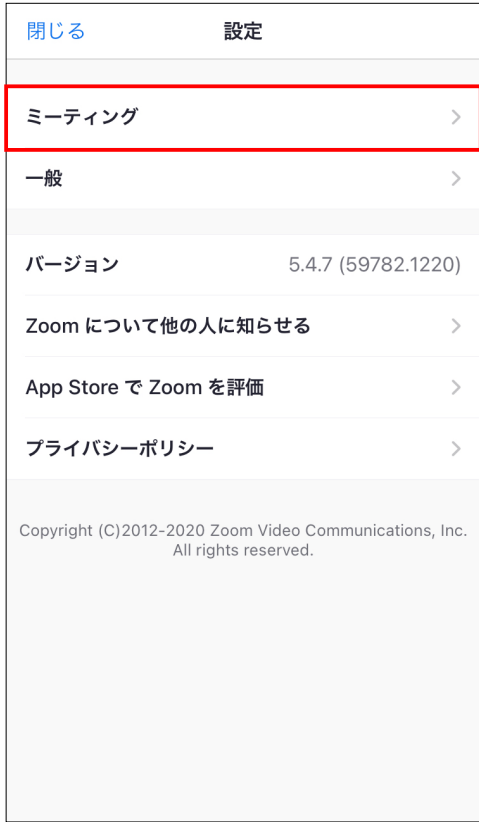 閉じる 設定
ミーティング
一般
バージョン 5.4.7 (59782.1220)
Zoom について他の人に知らせる
App Store で Zoom を評価
プライバシーポリシー
Copyright (C)2012-2020 Zoom Video Communications, Inc.
All rights reserved.